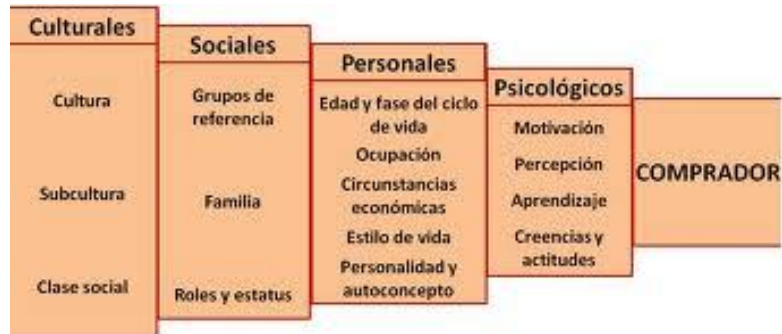 Culturales
Cultura
Subcultura
Clase social
Sociales
Grupos de
referencia
Familia
Roles y estatus
Personales
Edad y fase del ciclo
de vida
Ocupación
Circunstancias
económicas
Estilo de vida
Personalidad y
autoconcepto
Psicológicos
Motivación
Percepción
Aprendizaje
Creencias y
actitudes
COMPRADOR